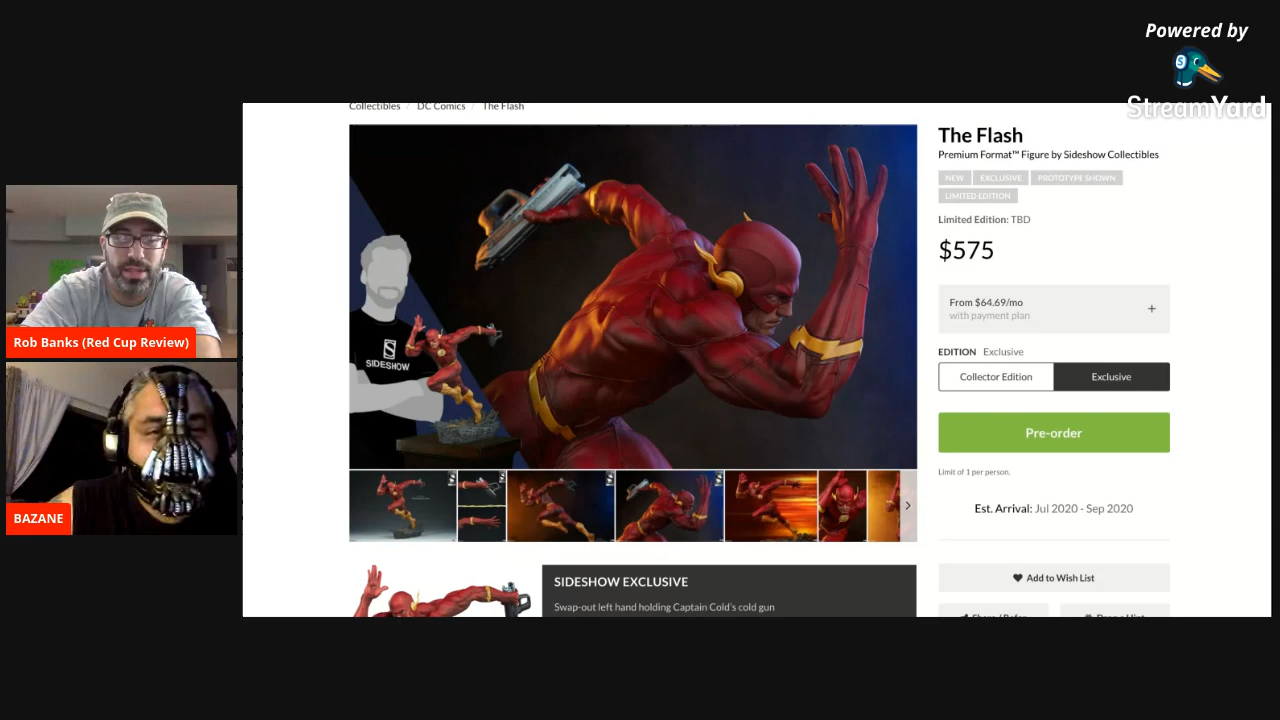 Powered by
StreamYard
Collectibles / DC Comics / The Flash
The Flash
Premium Format™ Figure by Sideshow Collectibles
NEW EXCLUSIVE PROTOTYPE SHOWN
LIMITED EDITION
Limited Edition: TBD
$575
From $64.69/mo
with payment plan
+
EDITION Exclusive
Collector Edition Exclusive
Pre-order
Limit of 1 per person.
Est. Arrival: Jul 2020 - Sep 2020
Add to Wish List
S
SIDESHOW
SIDESHOW EXCLUSIVE
Swap-out left hand holding Captain Cold's cold gun
Rob Banks (Red Cup Review)
BAZANE